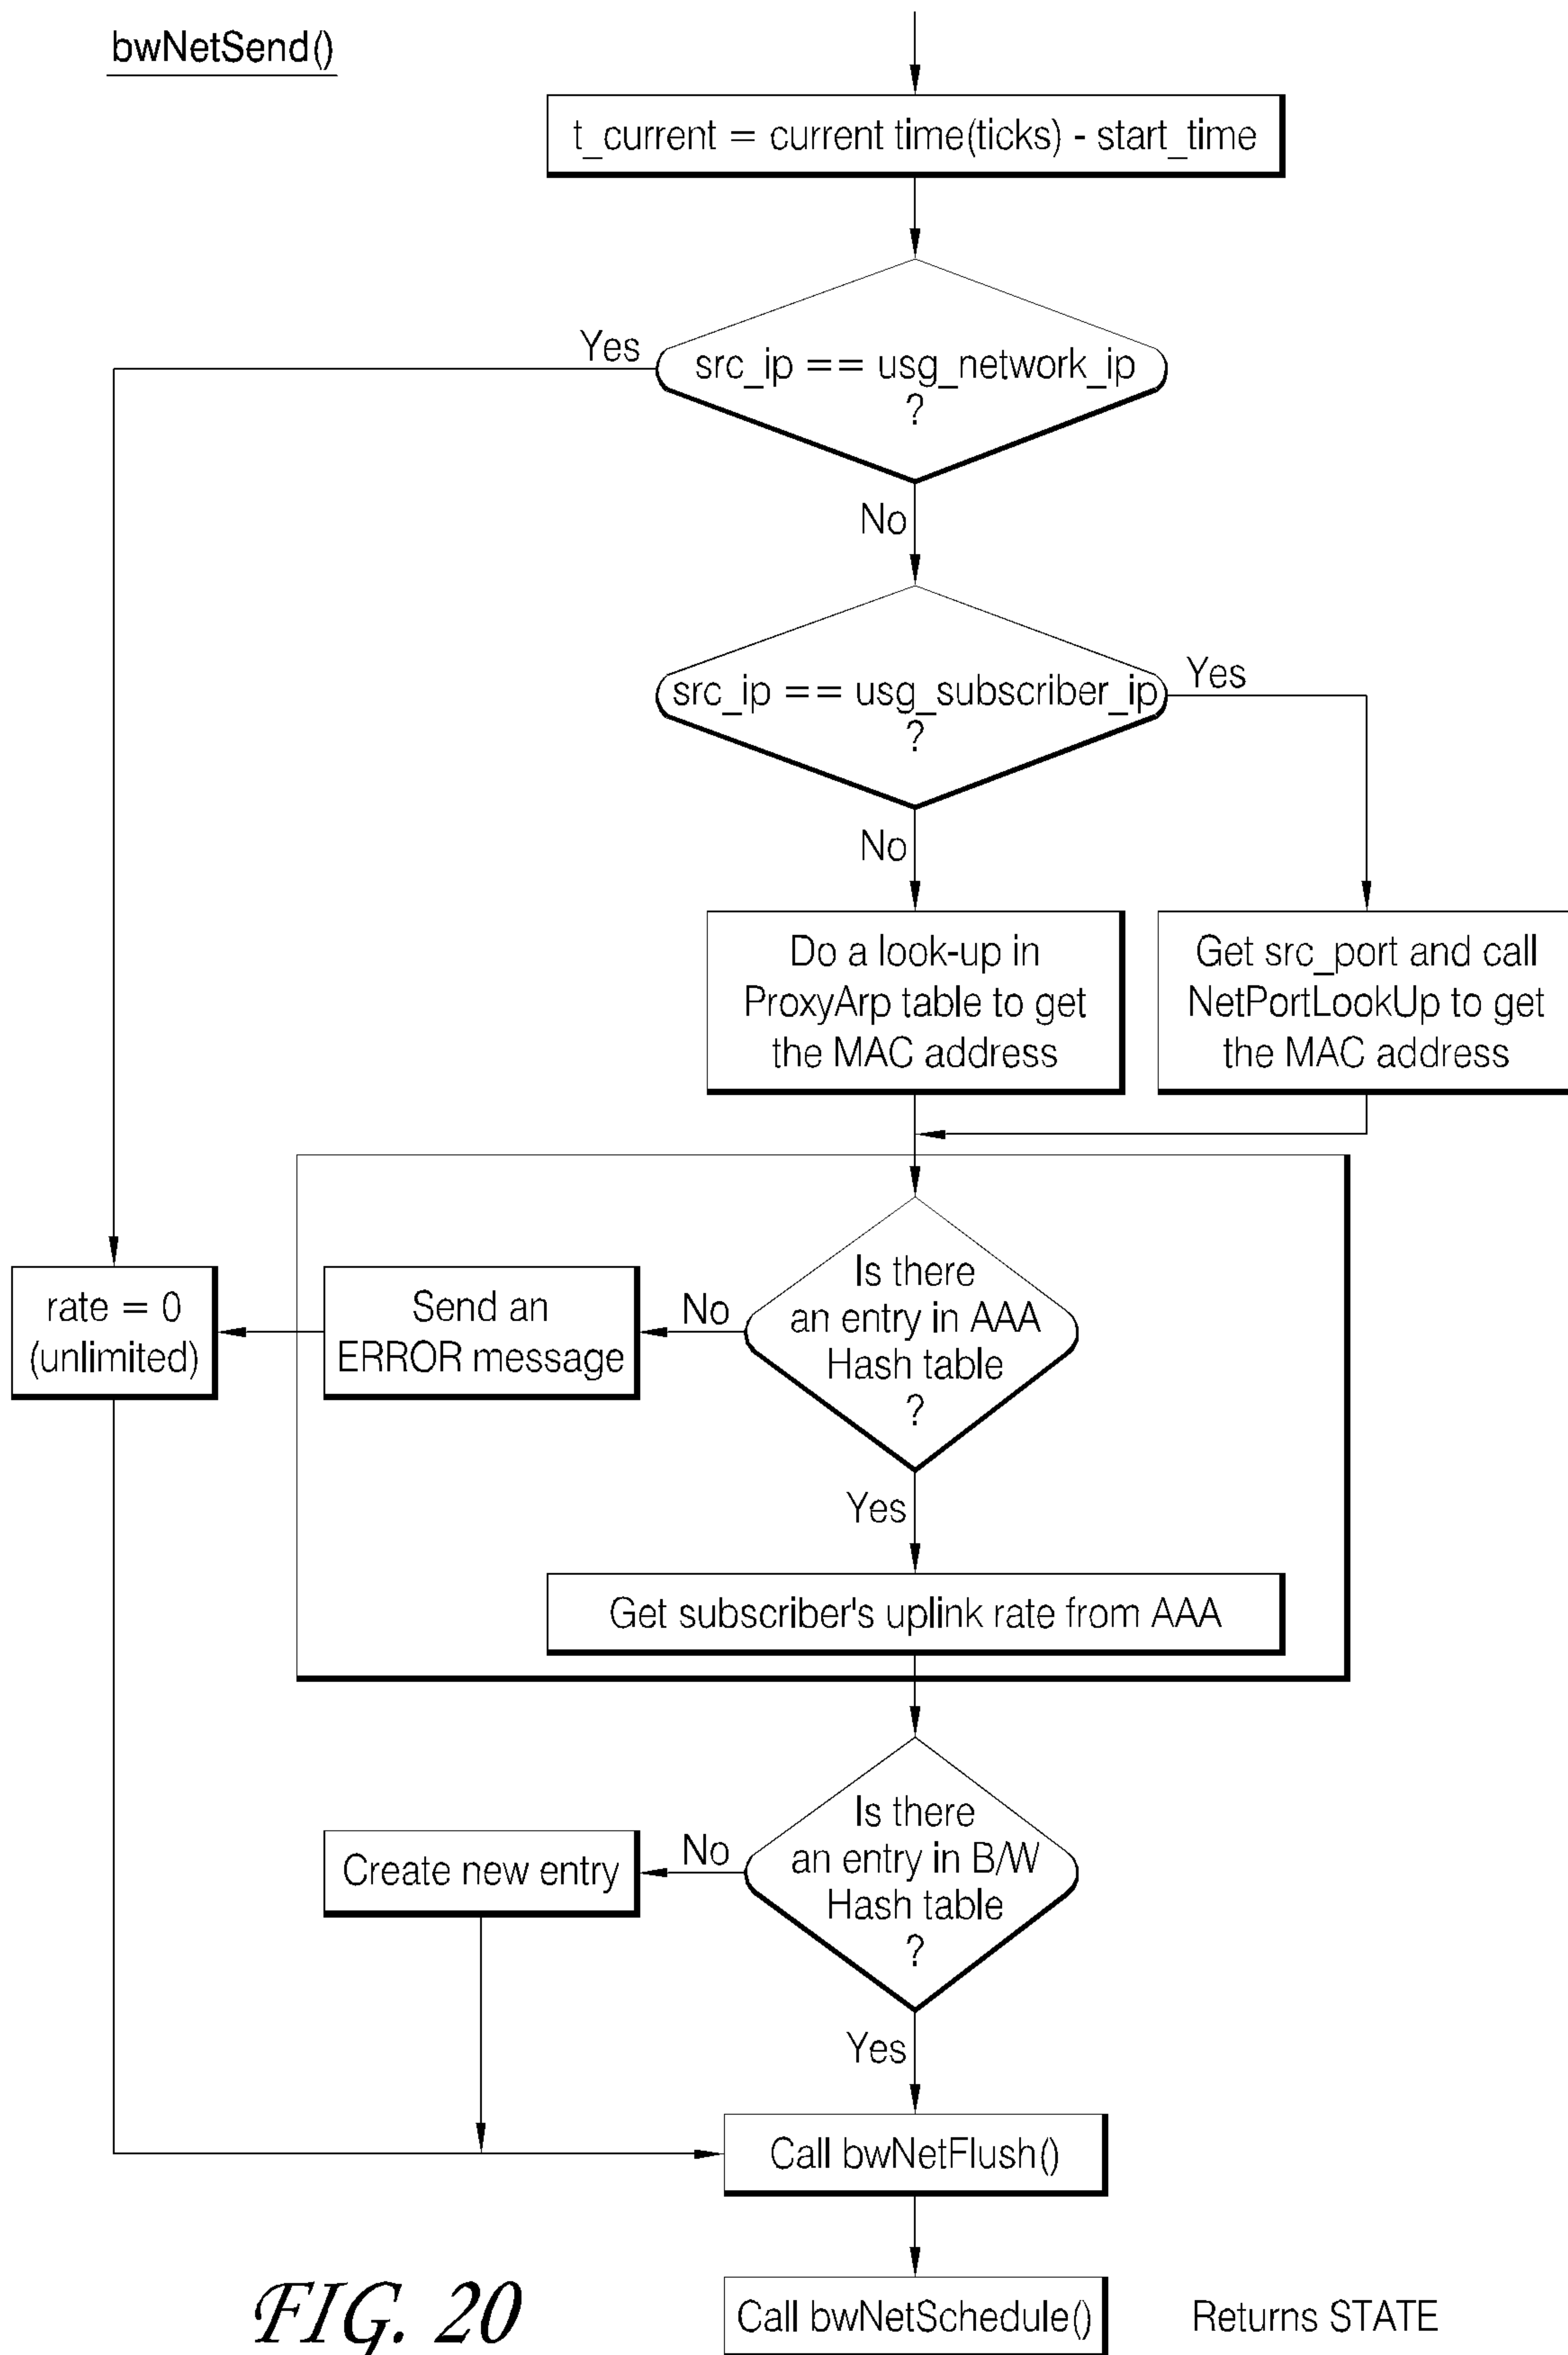 bwNetSend()
t_current = current time(ticks) - start_time
Yes
src_ip == usg_network_ip
?
No
src_ip == usg_subscriber_ip
?
Yes
No
Do a look-up in
ProxyArp table to get
the MAC address
Get src_port and call
NetPortLookUp to get
the MAC address
rate = 0
(unlimited)
Send an
ERROR message
No
Is there
an entry in AAA
Hash table
?
Yes
Get subscriber's uplink rate from AAA
Create new entry
No
Is there
an entry in B/W
Hash table
?
Yes
Call bwNetFlush()
Call bwNetSchedule()
Returns STATE
FIG. 20